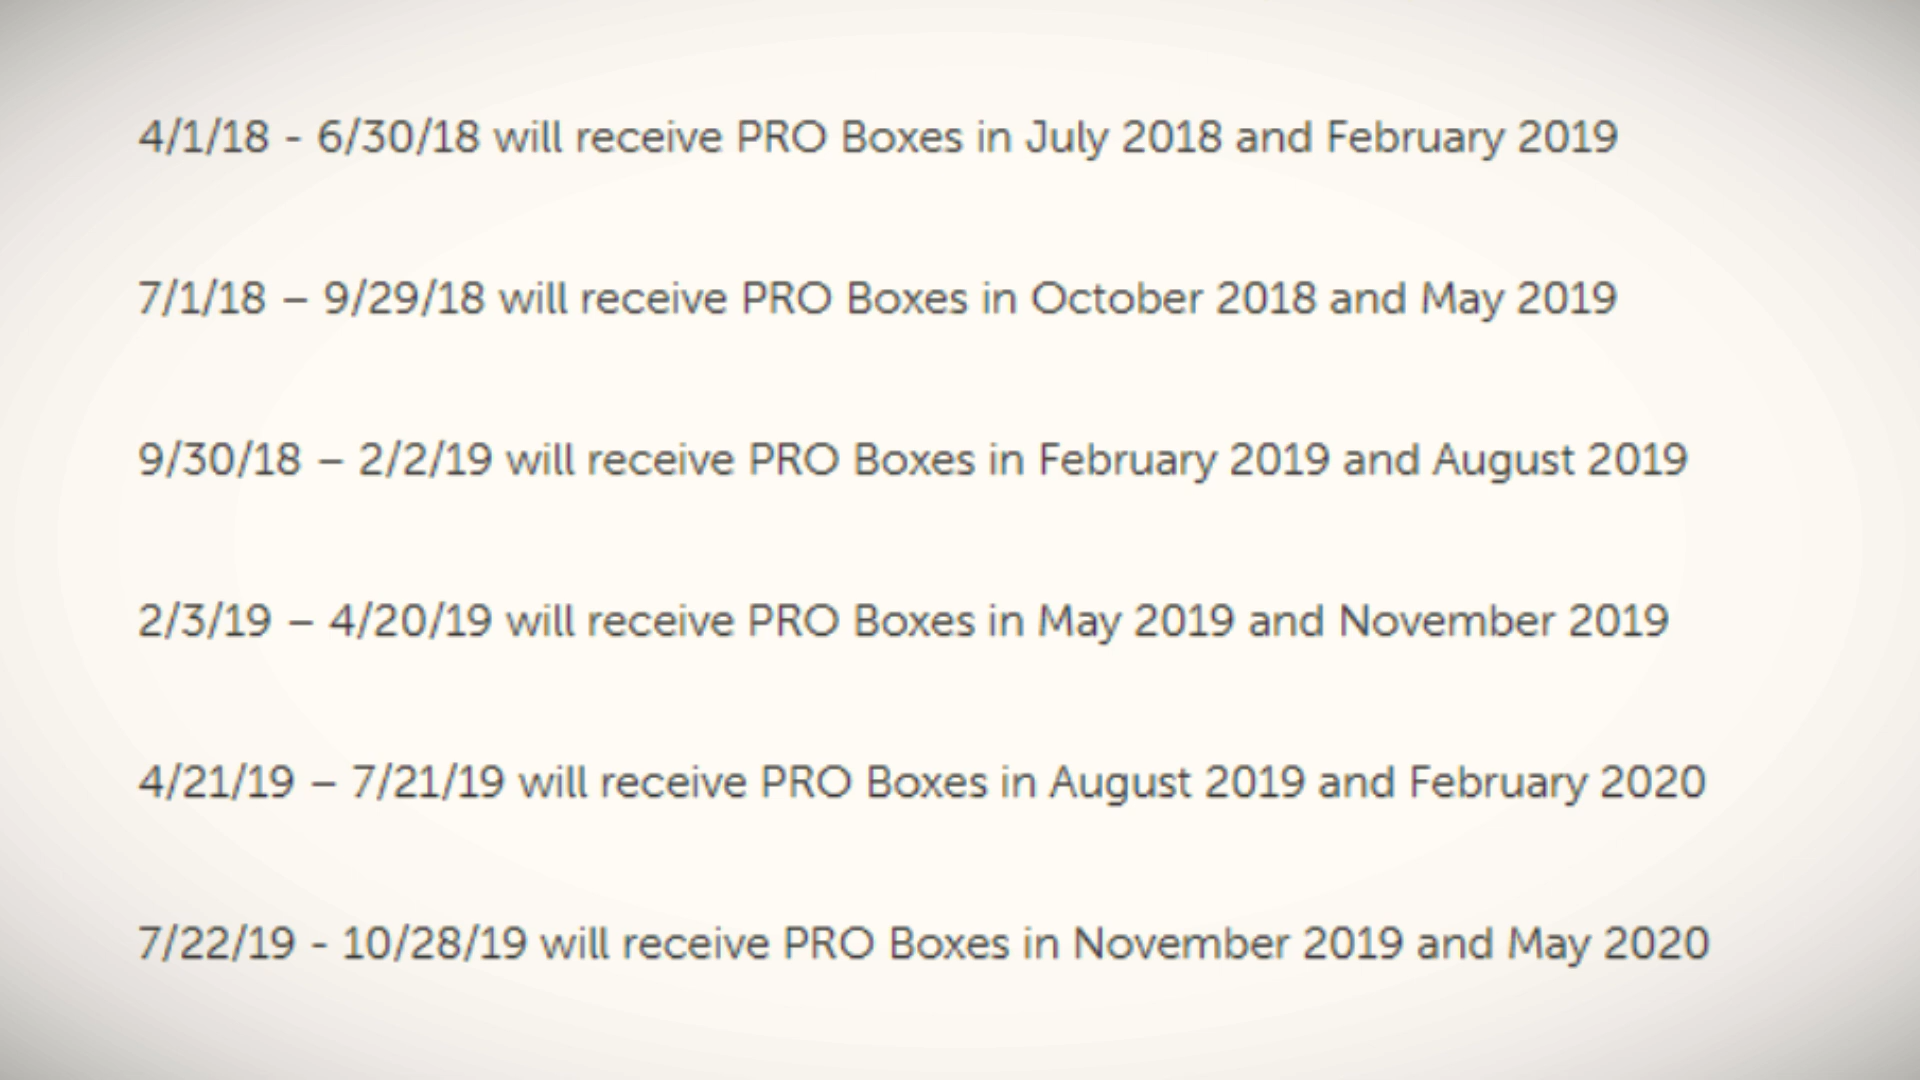 4/1/18 - 6/30/18 will receive PRO Boxes in July 2018 and February 2019
7/1/18 – 9/29/18 will receive PRO Boxes in October 2018 and May 2019
9/30/18 – 2/2/19 will receive PRO Boxes in February 2019 and August 2019
2/3/19 – 4/20/19 will receive PRO Boxes in May 2019 and November 2019
4/21/19 – 7/21/19 will receive PRO Boxes in August 2019 and February 2020
7/22/19 - 10/28/19 will receive PRO Boxes in November 2019 and May 2020